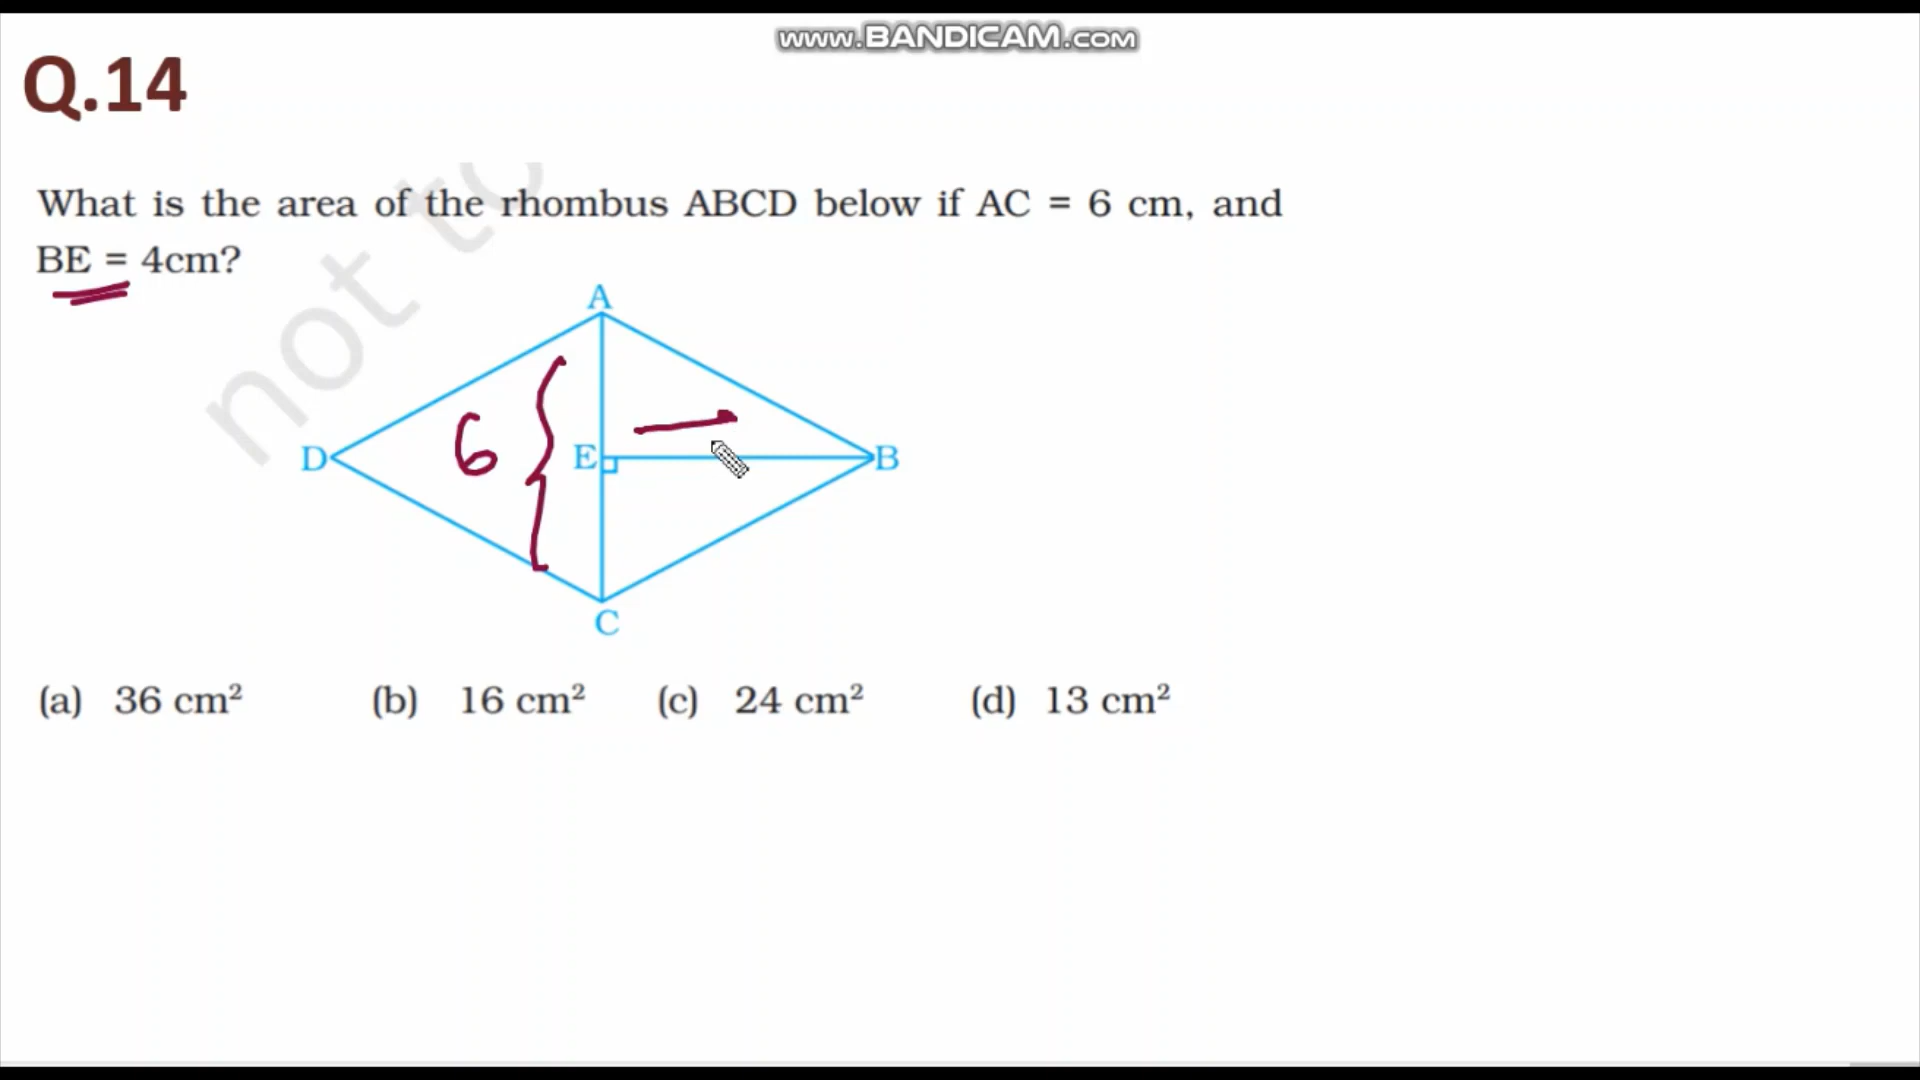 www.BANDICAM.com
Q.14
not to
What is the area of the rhombus ABCD below if AC = 6 cm, and
BE = 4cm?
A
6
D
E
B
C
(a) 36 cm² (b) 16 cm² (c) 24 cm² (d) 13 cm²